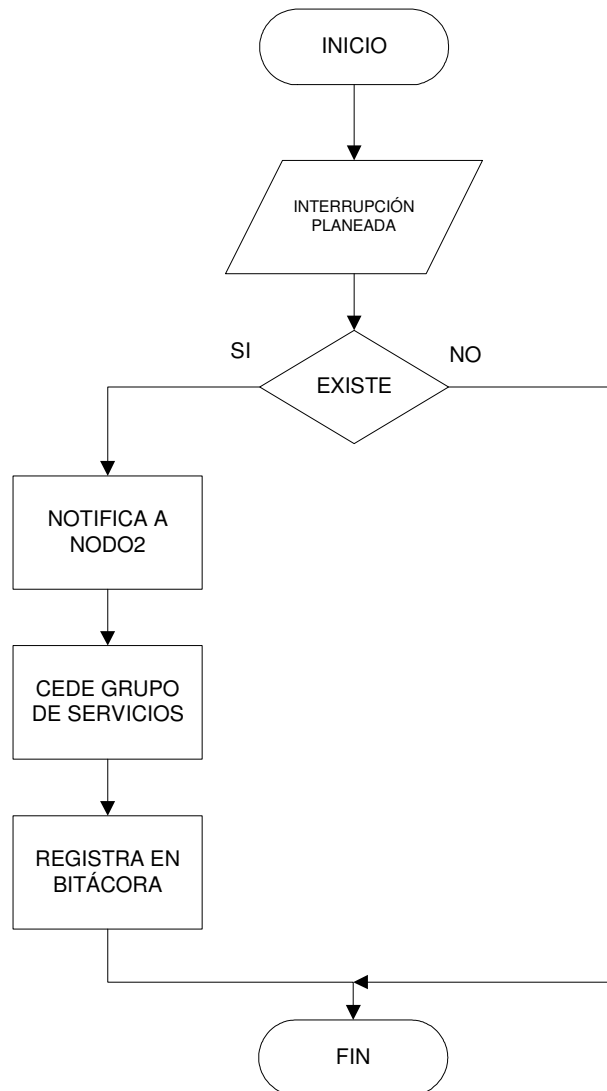 INICIO
INTERRUPCIÓN
PLANEADA
SI
NO
EXISTE
NOTIFICA A
NODO2
CEDE GRUPO
DE SERVICIOS
REGISTRA EN
BITÁCORA
FIN